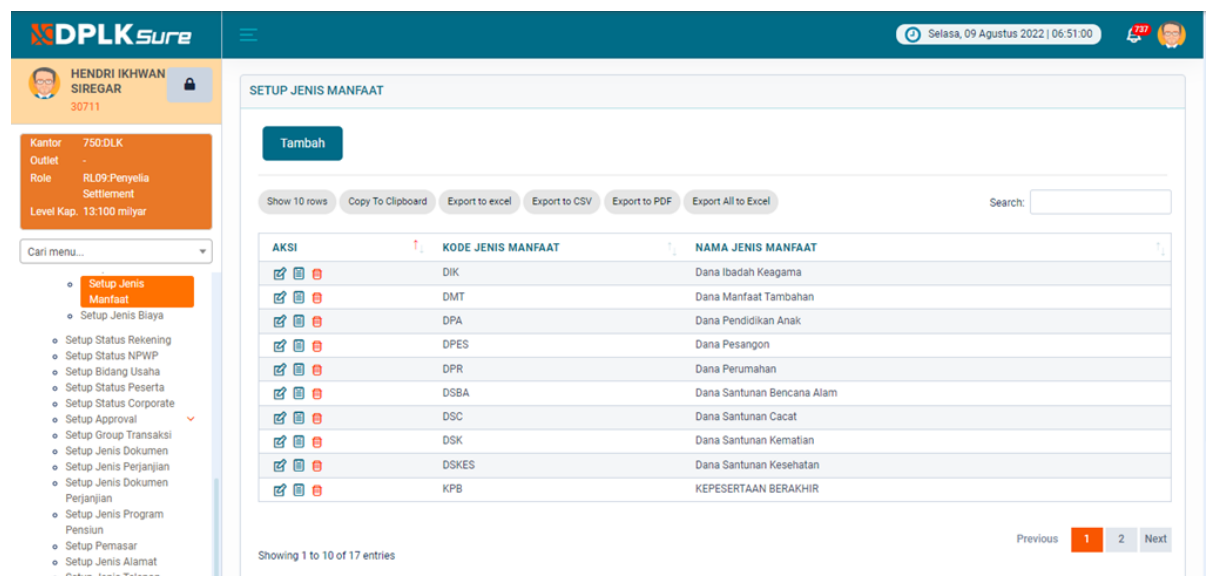 DPLKsure
Selasa, 09 Agustus 2022 | 06:51:00
737
HENDRI IKHWAN
SIREGAR
30711
Kantor 750:DLK
Outlet -
Role RL09:Penyelia
Settlement
Level Kap. 13:100 milyar
Cari menu...
Setup Jenis
Manfaat
Setup Jenis Biaya
Setup Status Rekening
Setup Status NPWP
Setup Bidang Usaha
Setup Status Peserta
Setup Status Corporate
Setup Approval
Setup Group Transaksi
Setup Jenis Dokumen
Setup Jenis Perjanjian
Setup Jenis Dokumen
Perjanjian
Setup Jenis Program
Pensiun
Setup Pemasar
Setup Jenis Alamat
SETUP JENIS MANFAAT
Tambah
Show 10 rows Copy To Clipboard Export to excel Export to CSV Export to PDF Export All to Excel Search:
AKSI KODE JENIS MANFAAT NAMA JENIS MANFAAT
DIK Dana Ibadah Keagama
DMT Dana Manfaat Tambahan
DPA Dana Pendidikan Anak
DPES Dana Pesangon
DPR Dana Perumahan
DSBA Dana Santunan Bencana Alam
DSC Dana Santunan Cacat
DSK Dana Santunan Kematian
DSKES Dana Santunan Kesehatan
KPB KEPESERTAAN BERAKHIR
Previous 1 2 Next
Showing 1 to 10 of 17 entries